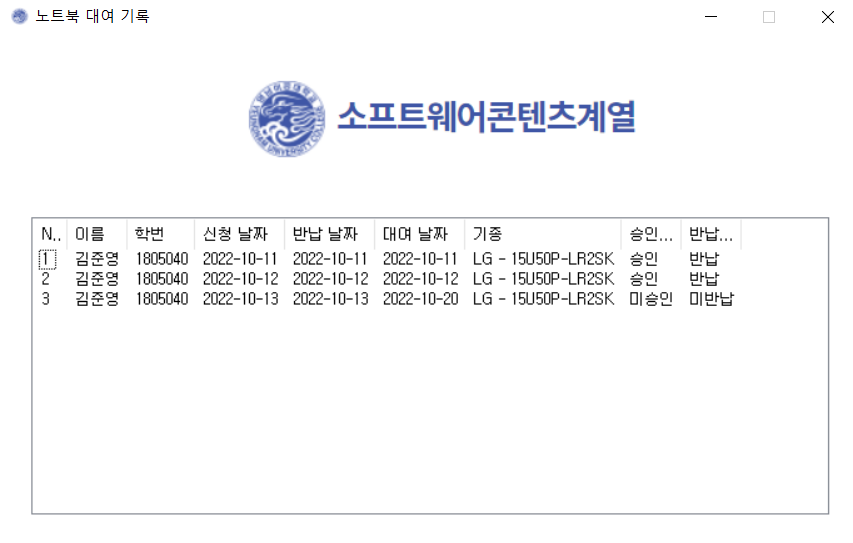 노트북 대여 기록
소프트웨어콘텐츠계열
N.. 이름 학번 신청 날짜 반납 날짜 대여 날짜 기종 승인... 반납...
1 김준영 1805040 2022-10-11 2022-10-11 2022-10-11 LG - 15U50P-LR2SK 승인 반납
2 김준영 1805040 2022-10-12 2022-10-12 2022-10-12 LG - 15U50P-LR2SK 승인 반납
3 김준영 1805040 2022-10-13 2022-10-13 2022-10-20 LG - 15U50P-LR2SK 미승인 미반납